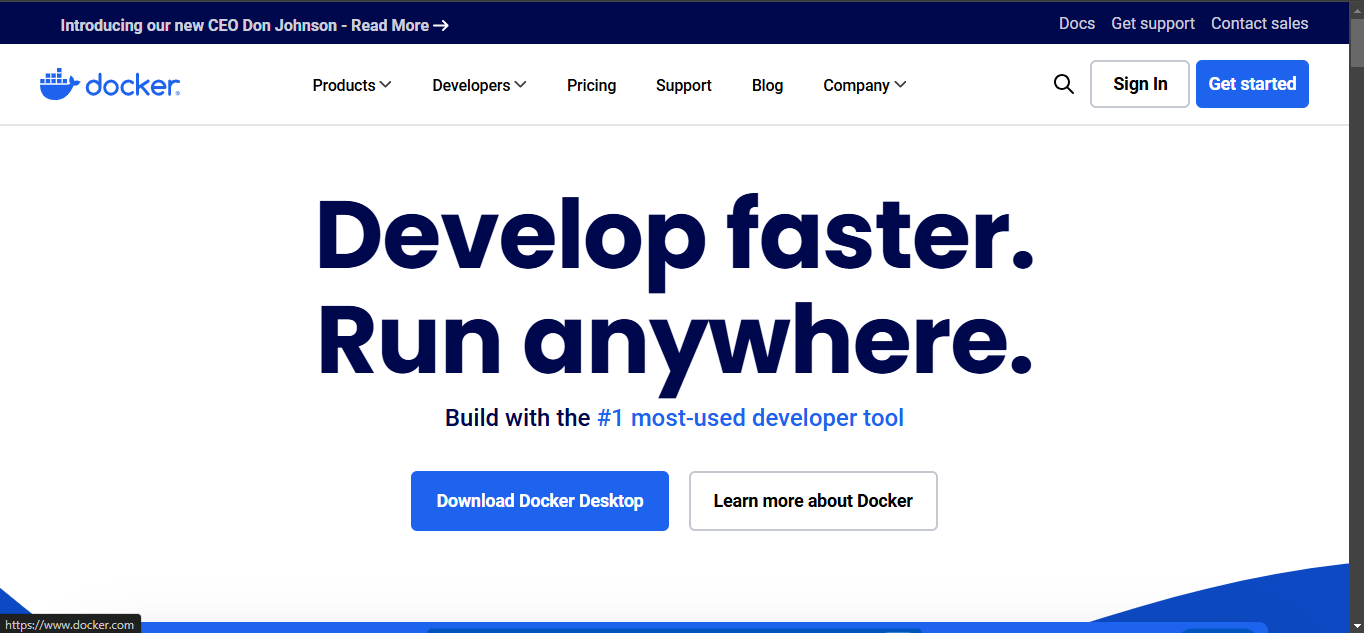 Introducing our new CEO Don Johnson - Read More →
Docs Get support Contact sales
docker®
Products Developers Pricing Support Blog Company
Sign In
Get started
Develop faster.
Run anywhere.
Build with the #1 most-used developer tool
Download Docker Desktop
Learn more about Docker
https://www.docker.com